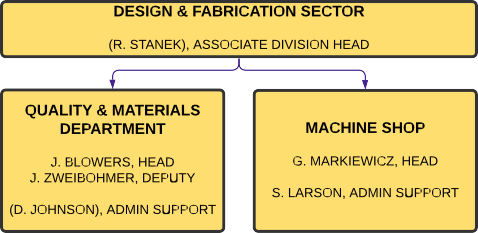 DESIGN & FABRICATION SECTOR
(R. STANEK), ASSOCIATE DIVISION HEAD
QUALITY & MATERIALS
DEPARTMENT
J. BLOWERS, HEAD
J. ZWEIBOHMER, DEPUTY
(D. JOHNSON), ADMIN SUPPORT
MACHINE SHOP
G. MARKIEWICZ, HEAD
S. LARSON, ADMIN SUPPORT